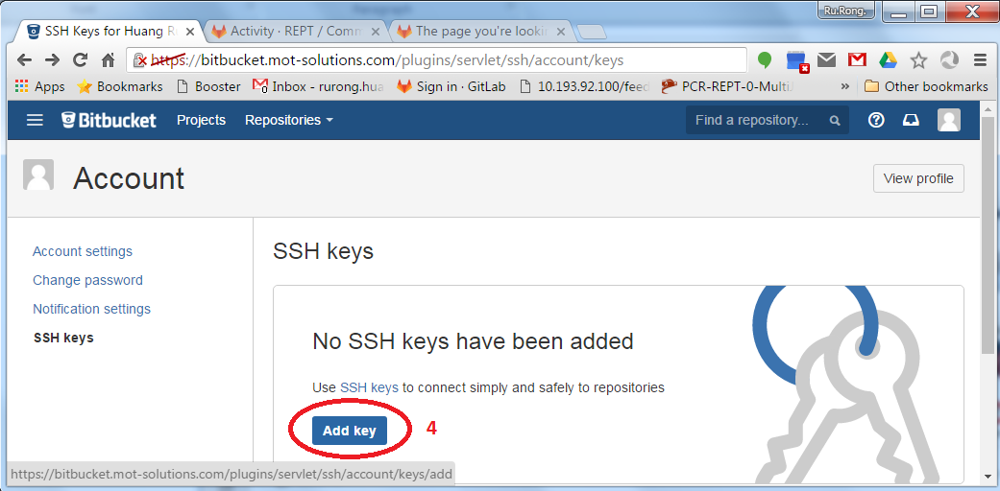 Ru.Rong.
SSH Keys for Huang R
Activity · REPT / Comm
The page you're lookin
https://bitbucket.mot-solutions.com/plugins/servlet/ssh/account/keys
Apps
Bookmarks
Booster
Inbox - rurong.hua
Sign in · GitLab
10.193.92.100/feed
PCR-REPT-0-Multi
»
Other bookmarks
Bitbucket
Projects
Repositories
Find a repository...
Account
View profile
Account settings
Change password
Notification settings
SSH keys
SSH keys
No SSH keys have been added
Use SSH keys to connect simply and safely to repositories
Add key
4
https://bitbucket.mot-solutions.com/plugins/servlet/ssh/account/keys/add